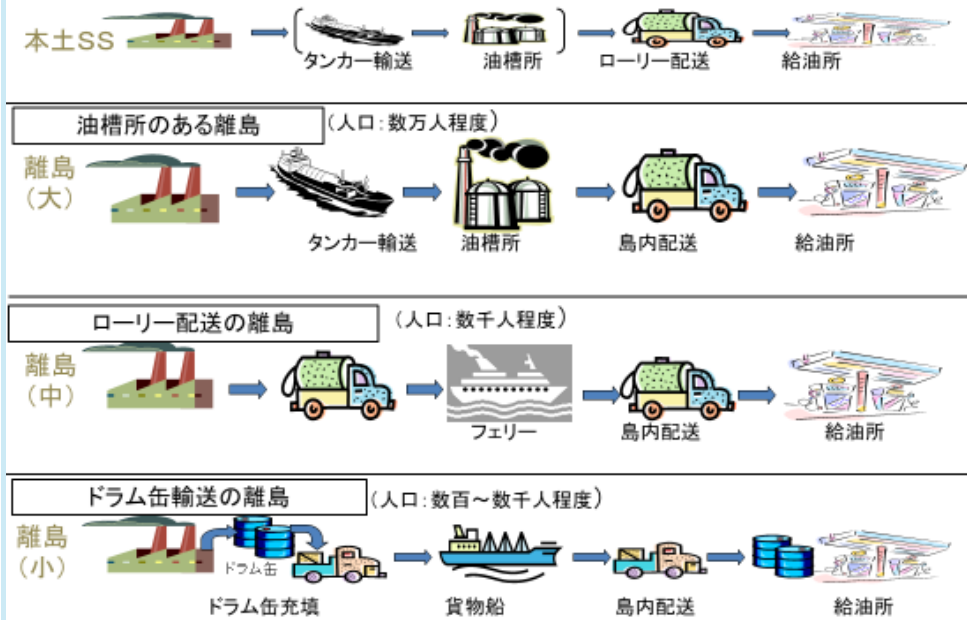 本土SS
タンカー輸送
油槽所
ローリー配送
給油所
油槽所のある離島
(人口:数万人程度)
離島
(大)
タンカー輸送
油槽所
島内配送
給油所
ローリー配送の離島
(人口:数千人程度)
離島
(中)
フェリー
島内配送
給油所
ドラム缶輸送の離島
(人口:数百～数千人程度)
離島
(小)
ドラム缶
ドラム缶充填
貨物船
島内配送
給油所